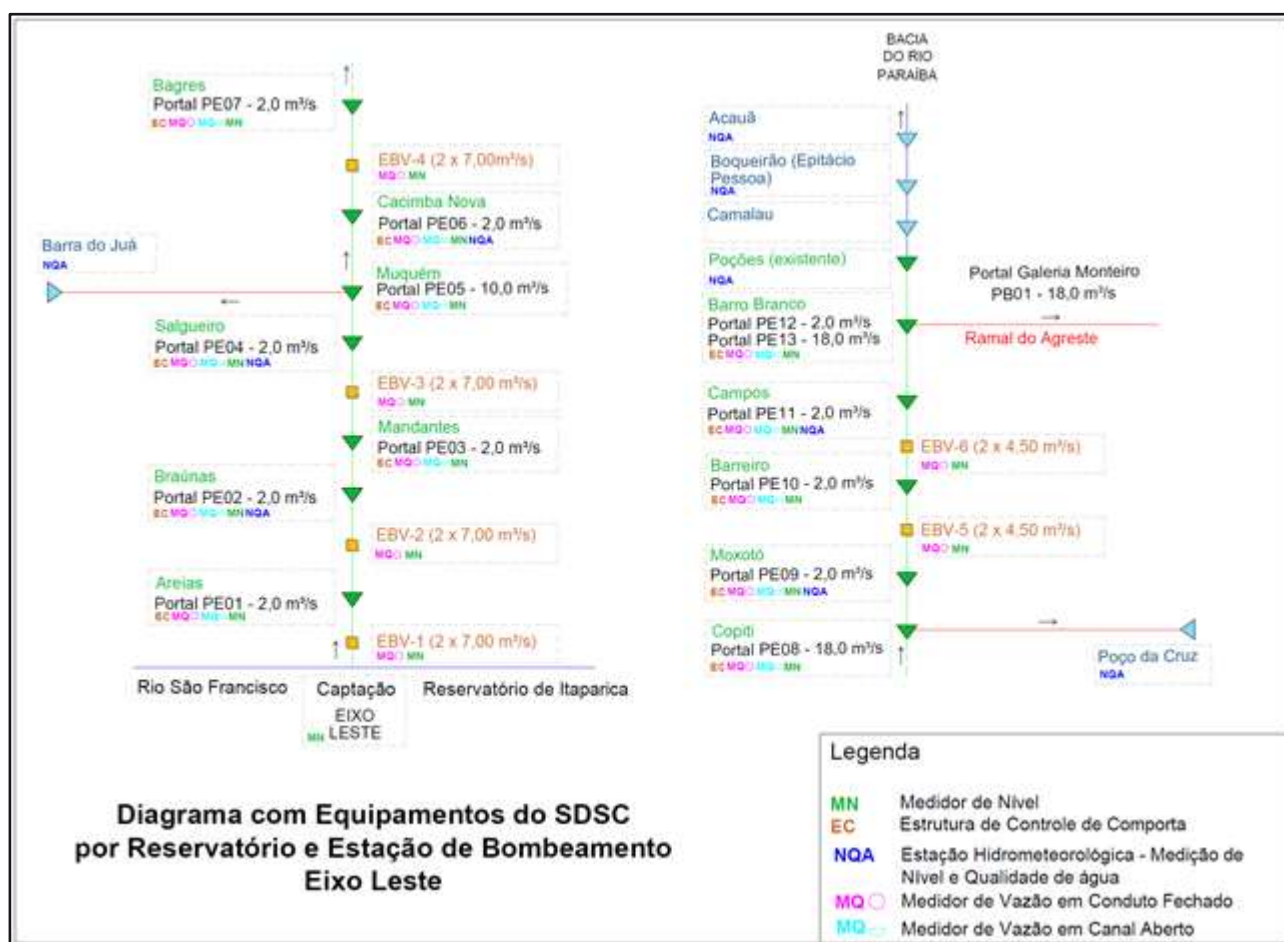 Bagres
Portal PE07 - 2,0 m³/s
EC MQ MQ MN
EBV-4 (2 x 7,00m³/s)
MQ MN
Cacimba Nova
Portal PE06 - 2,0 m³/s
EC MQ MQ MN NQA
Barra do Juá
NQA
Muquém
Portal PE05 - 10,0 m³/s
EC MQ MQ MN
Salgueiro
Portal PE04 - 2,0 m³/s
EC MQ MQ MN NQA
EBV-3 (2 x 7,00 m³/s)
MQ MN
Mandantes
Portal PE03 - 2,0 m³/s
EC MQ MQ MN
Braúnas
Portal PE02 - 2,0 m³/s
EC MQ MQ MN NQA
EBV-2 (2 x 7,00 m³/s)
MQ MN
Areias
Portal PE01 - 2,0 m³/s
EC MQ MQ MN
EBV-1 (2 x 7,00 m³/s)
MQ MN
Rio São Francisco
Captação
Reservatório de Itaparica
EIXO
MN LESTE
BACIA
DO RIO
PARAÍBA
Acauã
NQA
Boqueirão (Epitácio
Pessoa)
NQA
Camalau
Poções (existente)
NQA
Portal Galeria Monteiro
PB01 - 18,0 m³/s
Barro Branco
Portal PE12 - 2,0 m³/s
Portal PE13 - 18,0 m³/s
EC MQ MQ MN
Ramal do Agreste
Campos
Portal PE11 - 2,0 m³/s
EC MQ MQ MN NQA
EBV-6 (2 x 4,50 m³/s)
MQ MN
Barreiro
Portal PE10 - 2,0 m³/s
EC MQ MQ MN
EBV-5 (2 x 4,50 m³/s)
MQ MN
Moxotó
Portal PE09 - 2,0 m³/s
EC MQ MQ MN NQA
Copiti
Portal PE08 - 18,0 m³/s
EC MQ MQ MN
Poço da Cruz
NQA
Diagrama com Equipamentos do SDSC
por Reservatório e Estação de Bombeamento
Eixo Leste
Legenda
MN Medidor de Nível
EC Estrutura de Controle de Comporta
NQA Estação Hidrometeorológica - Medição de
Nível e Qualidade de água
MQ Medidor de Vazão em Conduto Fechado
MQ Medidor de Vazão em Canal Aberto